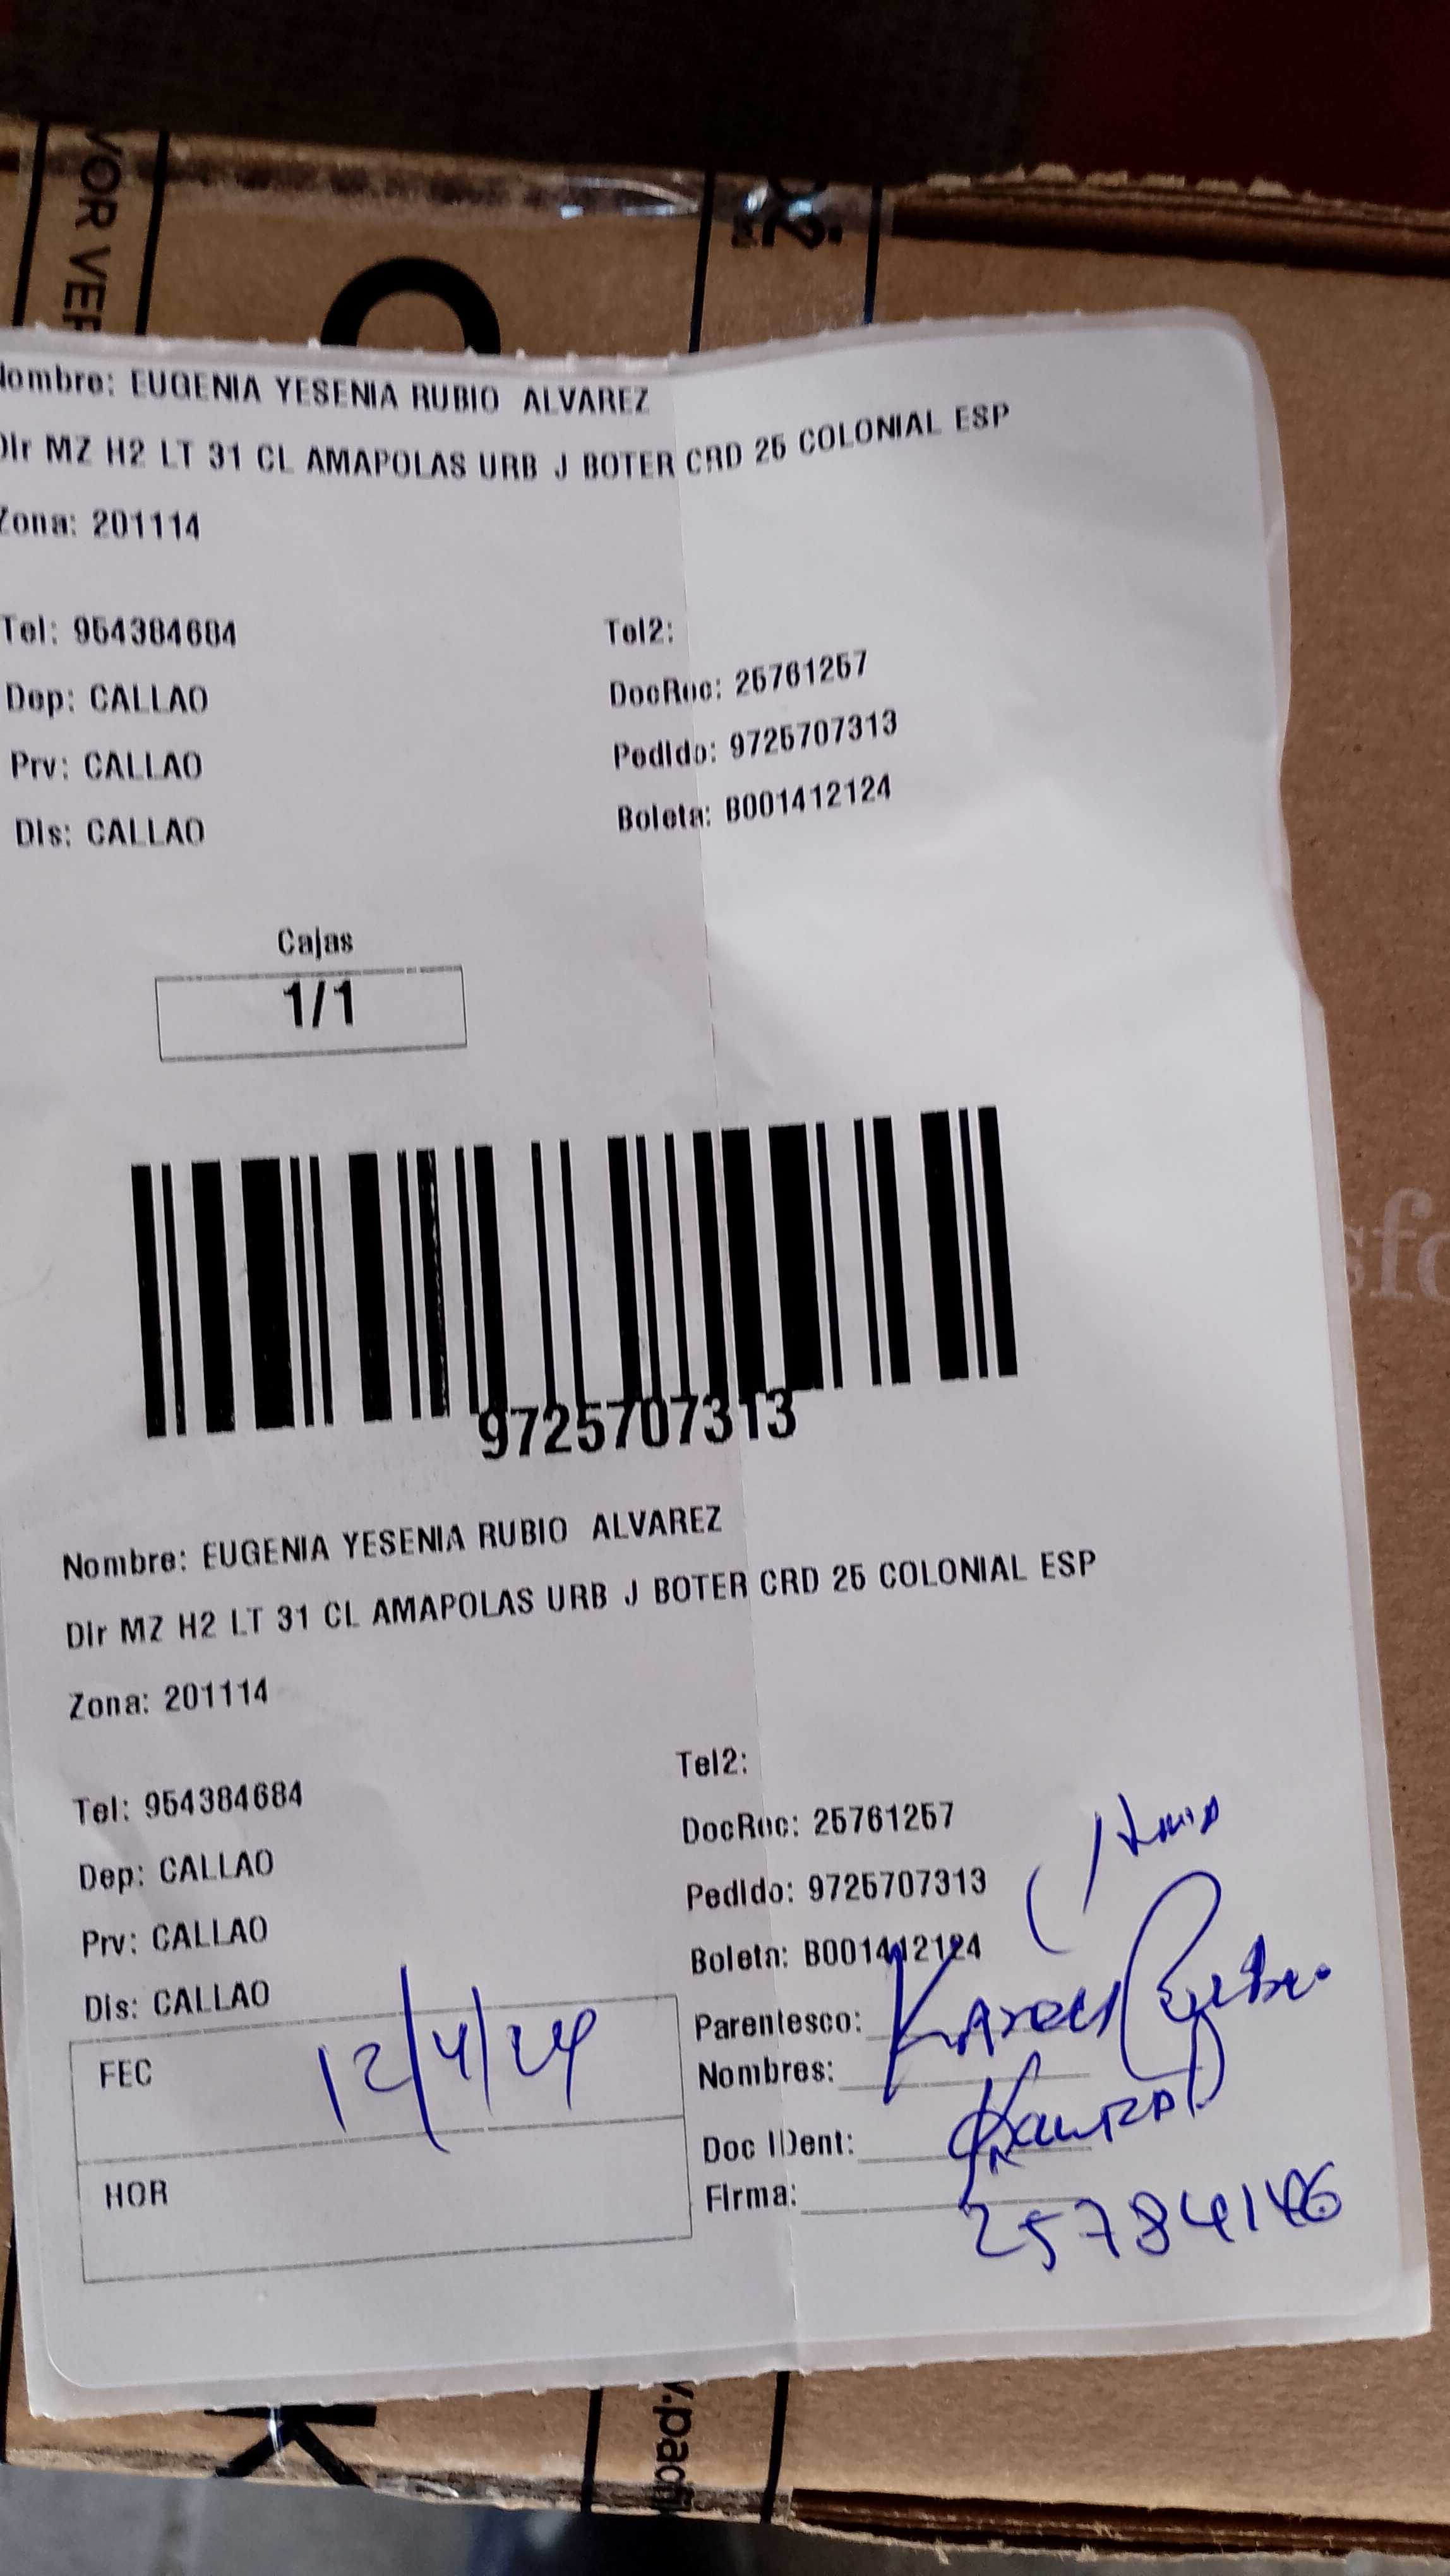 VOR VER
Nombre: EUGENIA YESENIA RUBIO ALVAREZ
Dir MZ H2 LT 31 CL AMAPOLAS URB J BOTER CRD 25 COLONIAL ESP
Zona: 201114
Tel: 954384684
Tel2:
DocRec: 25761257
Dep: CALLAO
Pedido: 9725707313
Prv: CALLAO
Boleta: B001412124
Dis: CALLAO
Cajas
1/1
9725707313
Nombre: EUGENIA YESENIA RUBIO ALVAREZ
Dir MZ H2 LT 31 CL AMAPOLAS URB J BOTER CRD 25 COLONIAL ESP
Zona: 201114
Tel2:
Tel: 954384684
DocRec: 25761257
Dep: CALLAO
Pedido: 9725707313
Prv: CALLAO
Boleta: B001412124
Dis: CALLAO
Parentesco:
FEC 12/4/24
Nombres:
Doc IDent:
HOR
Firma:
25784146
sfo
K
v.pacifi